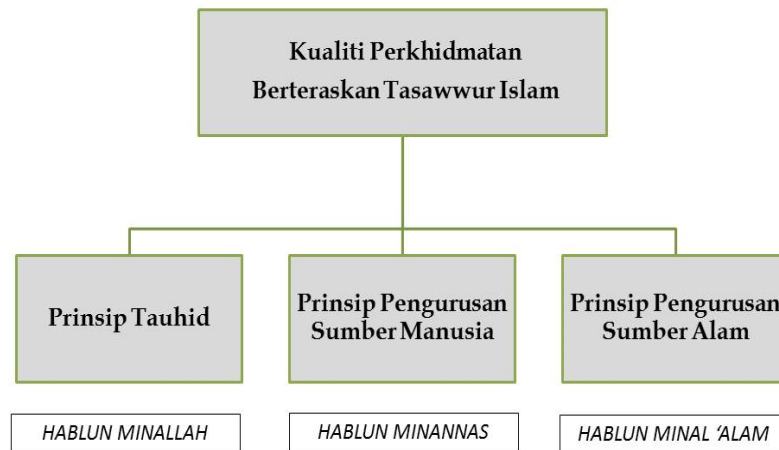 Kualiti Perkhidmatan
Berteraskan Tasawwur Islam
Prinsip Tauhid
Prinsip Pengurusan
Sumber Manusia
Prinsip Pengurusan
Sumber Alam
HABLUN MINALLAH
HABLUN MINANNAS
HABLUN MINAL ‘ALAM